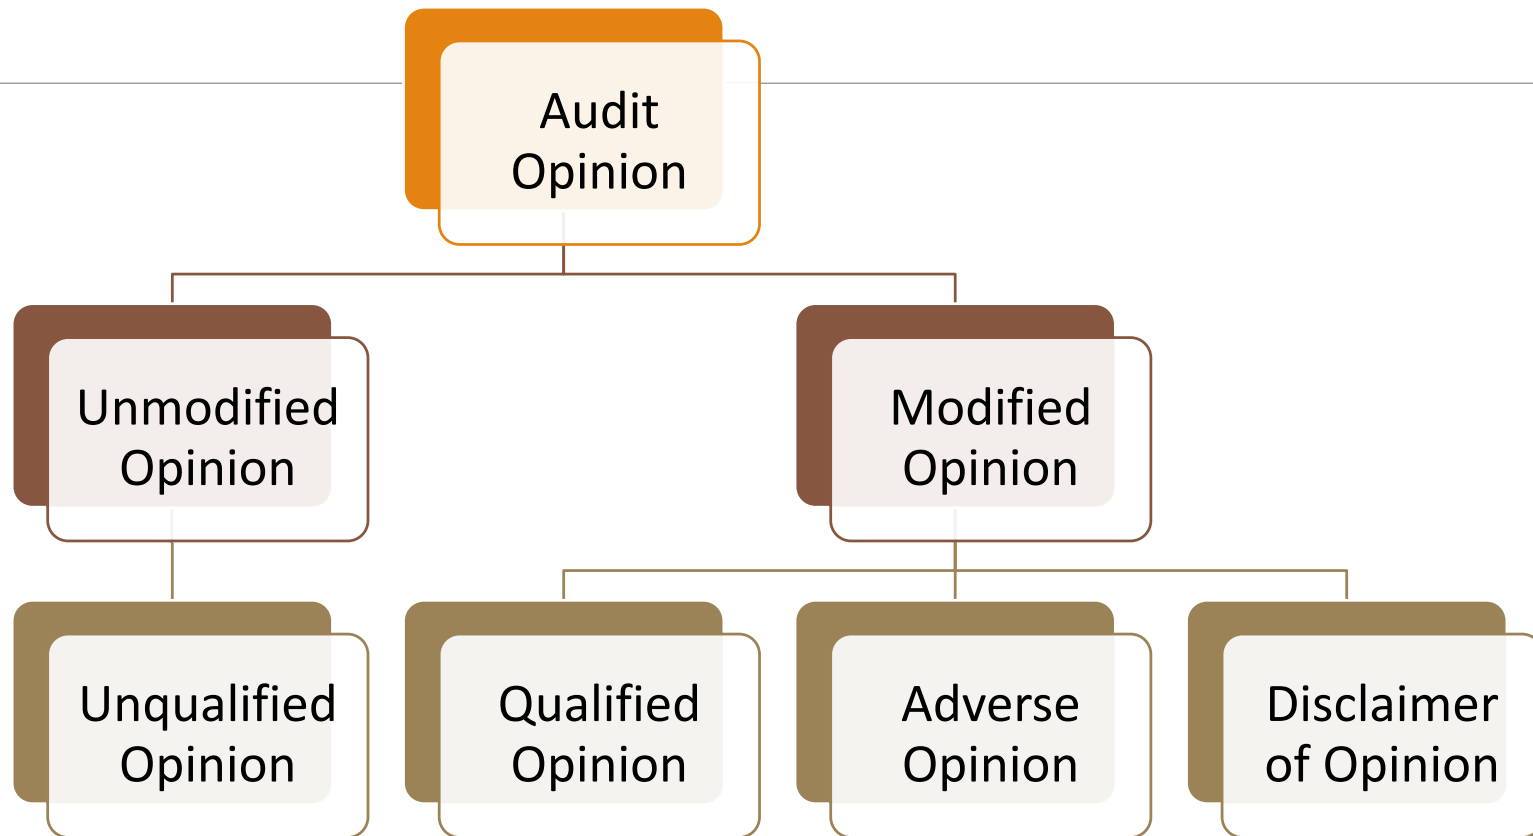 Audit
Opinion
Unmodified
Opinion
Modified
Opinion
Unqualified
Opinion
Qualified
Opinion
Adverse
Opinion
Disclaimer
of Opinion